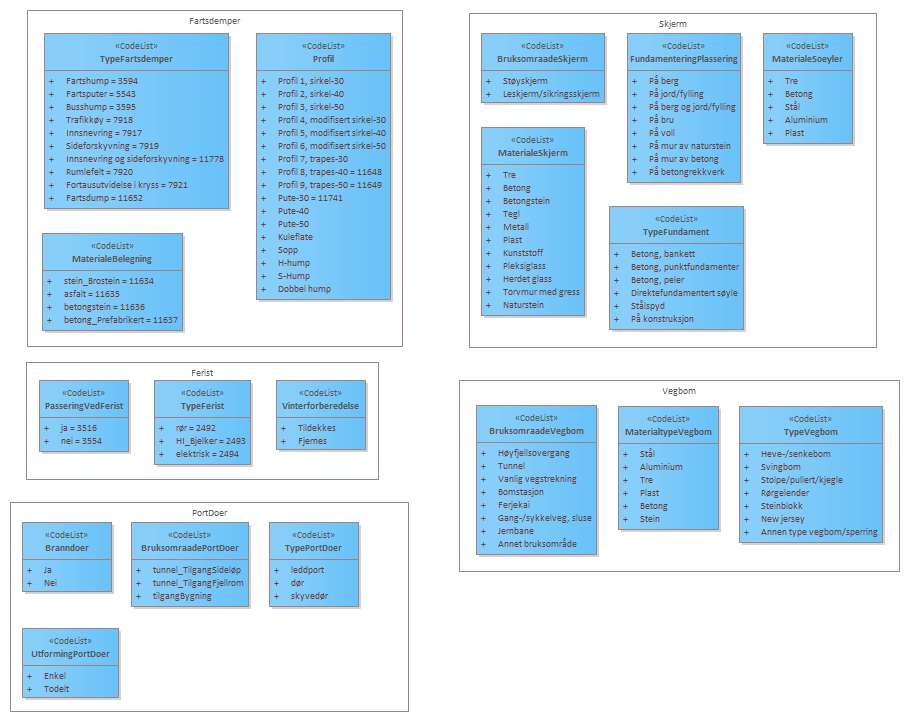 Fartsdemper
«CodeList»
TypeFartsdemper
+ Fartshump = 3594
+ Fartsputer = 5543
+ Busshump = 3595
+ Trafikkøy = 7918
+ Innsnevring = 7917
+ Sideforskyvning = 7919
+ Innsnevring og sideforskyvning = 11778
+ Rumlefelt = 7920
+ Fortausutvidelse i kryss = 7921
+ Fartsdump = 11652
«CodeList»
Profil
+ Profil 1, sirkel-30
+ Profil 2, sirkel-40
+ Profil 3, sirkel-50
+ Profil 4, modifisert sirkel-30
+ Profil 5, modifisert sirkel-40
+ Profil 6, modifisert sirkel-50
+ Profil 7, trapes-30
+ Profil 8, trapes-40 = 11648
+ Profil 9, trapes-50 = 11649
+ Pute-30 = 11741
+ Pute-40
+ Pute-50
+ Kuleflate
+ Sopp
+ H-hump
+ S-Hump
+ Dobbel hump
«CodeList»
MaterialeBelegning
+ stein_Brostein = 11634
+ asfalt = 11635
+ betongstein = 11636
+ betong_Prefabrikert = 11637
Skjerm
«CodeList»
BruksomraadeSkjerm
+ Støyskjerm
+ Leskjerm/sikringsskjerm
«CodeList»
FundamenteringPlassering
+ På berg
+ På jord/fylling
+ På berg og jord/fylling
+ På bru
+ På voll
+ På mur av naturstein
+ På mur av betong
+ På betongrekkverk
«CodeList»
MaterialeSoeyler
+ Tre
+ Betong
+ Stål
+ Aluminium
+ Plast
«CodeList»
MaterialeSkjerm
+ Tre
+ Betong
+ Betongstein
+ Tegl
+ Metall
+ Plast
+ Kunststoff
+ Pleksiglass
+ Herdet glass
+ Torvmur med gress
+ Naturstein
«CodeList»
TypeFundament
+ Betong, bankett
+ Betong, punktfundamenter
+ Betong, peler
+ Direktefundamentert søyle
+ Stålspyd
+ På konstruksjon
Ferist
«CodeList»
PasseringVedFerist
+ ja = 3516
+ nei = 3554
«CodeList»
TypeFerist
+ rør = 2492
+ HI_Bjelker = 2493
+ elektrisk = 2494
«CodeList»
Vinterforberedelse
+ Tildekkes
+ Fjernes
Vegbom
«CodeList»
BruksomraadeVegbom
+ Høyfjellsovergang
+ Tunnel
+ Vanlig vegstrekning
+ Bomstasjon
+ Ferjekai
+ Gang-/sykkelveg, sluse
+ Jernbane
+ Annet bruksområde
«CodeList»
MaterialtypeVegbom
+ Stål
+ Aluminium
+ Tre
+ Plast
+ Betong
+ Stein
«CodeList»
TypeVegbom
+ Heve-/senkebom
+ Svingbom
+ Stolpe/pullert/kjegle
+ Rørgelender
+ Steinblokk
+ New jersey
+ Annen type vegbom/sperring
PortDoer
«CodeList»
Branndoer
+ Ja
+ Nei
«CodeList»
BruksomraadePortDoer
+ tunnel_TilgangSideløp
+ tunnel_TilgangFjellrom
+ tilgangBygning
«CodeList»
TypePortDoer
+ leddport
+ dør
+ skyvedør
«CodeList»
UtformingPortDoer
+ Enkel
+ Todelt